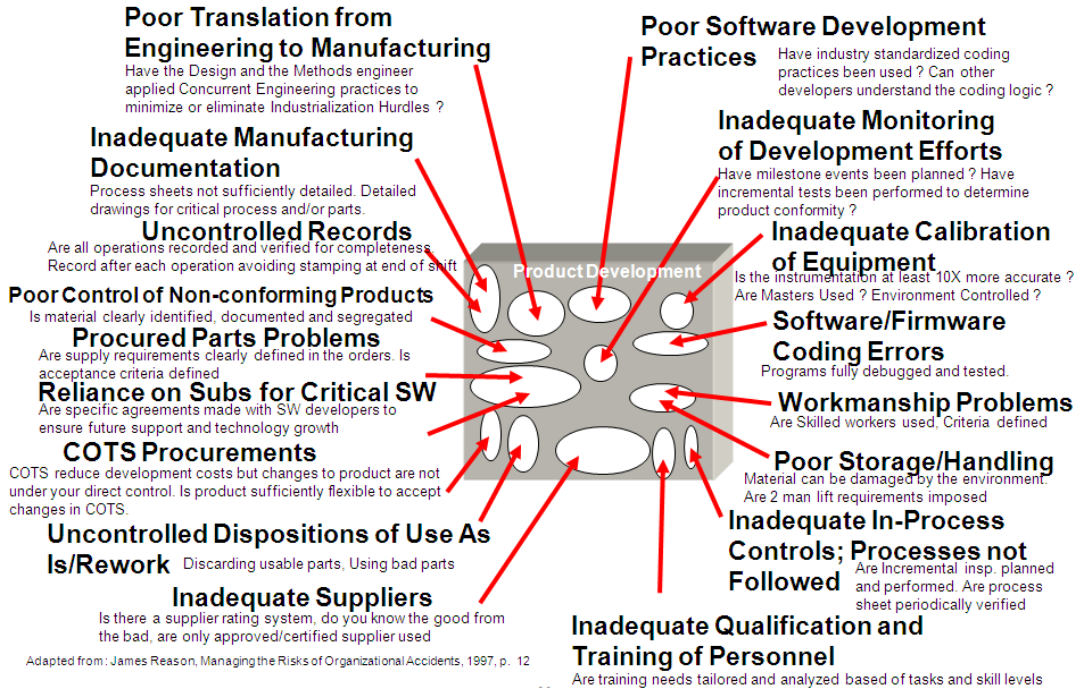 Poor Translation from
Engineering to Manufacturing
Have the Design and the Methods engineer
applied Concurrent Engineering practices to
minimize or eliminate Industrialization Hurdles ?
Inadequate Manufacturing
Documentation
Process sheets not sufficiently detailed. Detailed
drawings for critical process and/or parts.
Uncontrolled Records
Are all operations recorded and verified for completeness
Record after each operation avoiding stamping at end of shift
Poor Control of Non-conforming Products
Is material clearly identified, documented and segregated
Procured Parts Problems
Are supply requirements clearly defined in the orders. Is
acceptance criteria defined
Reliance on Subs for Critical SW
Are specific agreements made with SW developers to
ensure future support and technology growth
COTS Procurements
COTS reduce development costs but changes to product are not
under your direct control. Is product sufficiently flexible to accept
changes in COTS.
Uncontrolled Dispositions of Use As
Is/Rework Discarding usable parts, Using bad parts
Inadequate Suppliers
Is there a supplier rating system, do you know the good from
the bad, are only approved/certified supplier used
Adapted from: James Reason, Managing the Risks of Organizational Accidents, 1997, p. 12
Product Development
Poor Software Development
Practices Have industry standardized coding
practices been used ? Can other
developers understand the coding logic ?
Inadequate Monitoring
of Development Efforts
Have milestone events been planned ? Have
incremental tests been performed to determine
product conformity ?
Inadequate Calibration
of Equipment
Is the instrumentation at least 10X more accurate ?
Are Masters Used ? Environment Controlled ?
Software/Firmware
Coding Errors
Programs fully debugged and tested.
Workmanship Problems
Are Skilled workers used, Criteria defined
Poor Storage/Handling
Material can be damaged by the environment.
Are 2 man lift requirements imposed
Inadequate In-Process
Controls; Processes not
Followed Are Incremental insp. planned
and performed. Are process
sheet periodically verified
Inadequate Qualification and
Training of Personnel
Are training needs tailored and analyzed based of tasks and skill levels